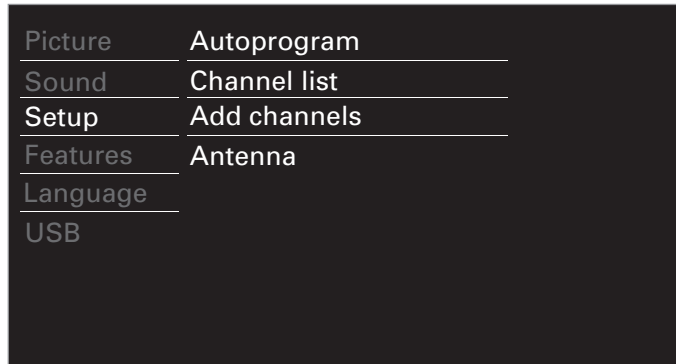 Picture
Sound
Setup
Features
Language
USB
Autoprogram
Channel list
Add channels
Antenna